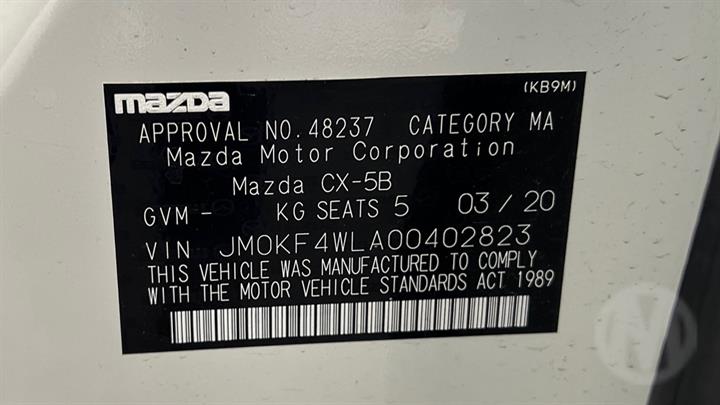 mazda
(KB9M)
APPROVAL NO. 48237 CATEGORY MA
Mazda Motor Corporation
Mazda CX-5B
GVM - KG SEATS 5 03/20
VIN JM0KF4WLA00402823
THIS VEHICLE WAS MANUFACTURED TO COMPLY
WITH THE MOTOR VEHICLE STANDARDS ACT 1989